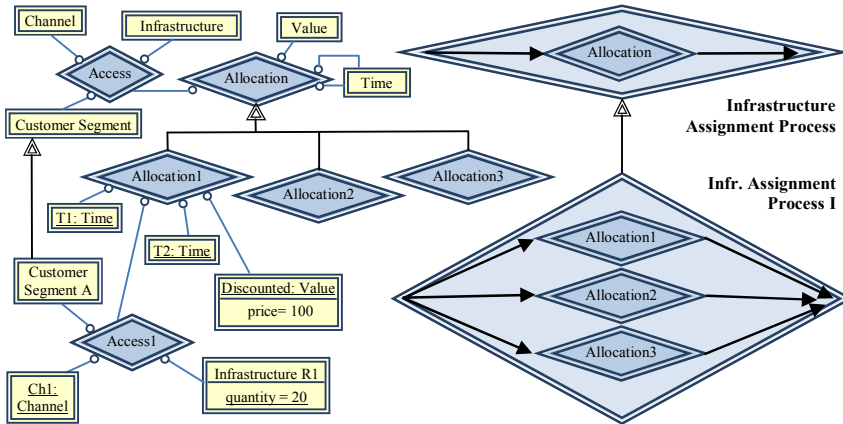 Channel
Infrastructure
Value
Access
Allocation
Time
Customer Segment
Allocation
Infrastructure
Assignment Process
Allocation1
Allocation2
Allocation3
T1: Time
T2: Time
Customer
Segment A
Discounted: Value
price= 100
Access1
Ch1:
Channel
Infrastructure R1
quantity = 20
Infr. Assignment
Process I
Allocation1
Allocation2
Allocation3